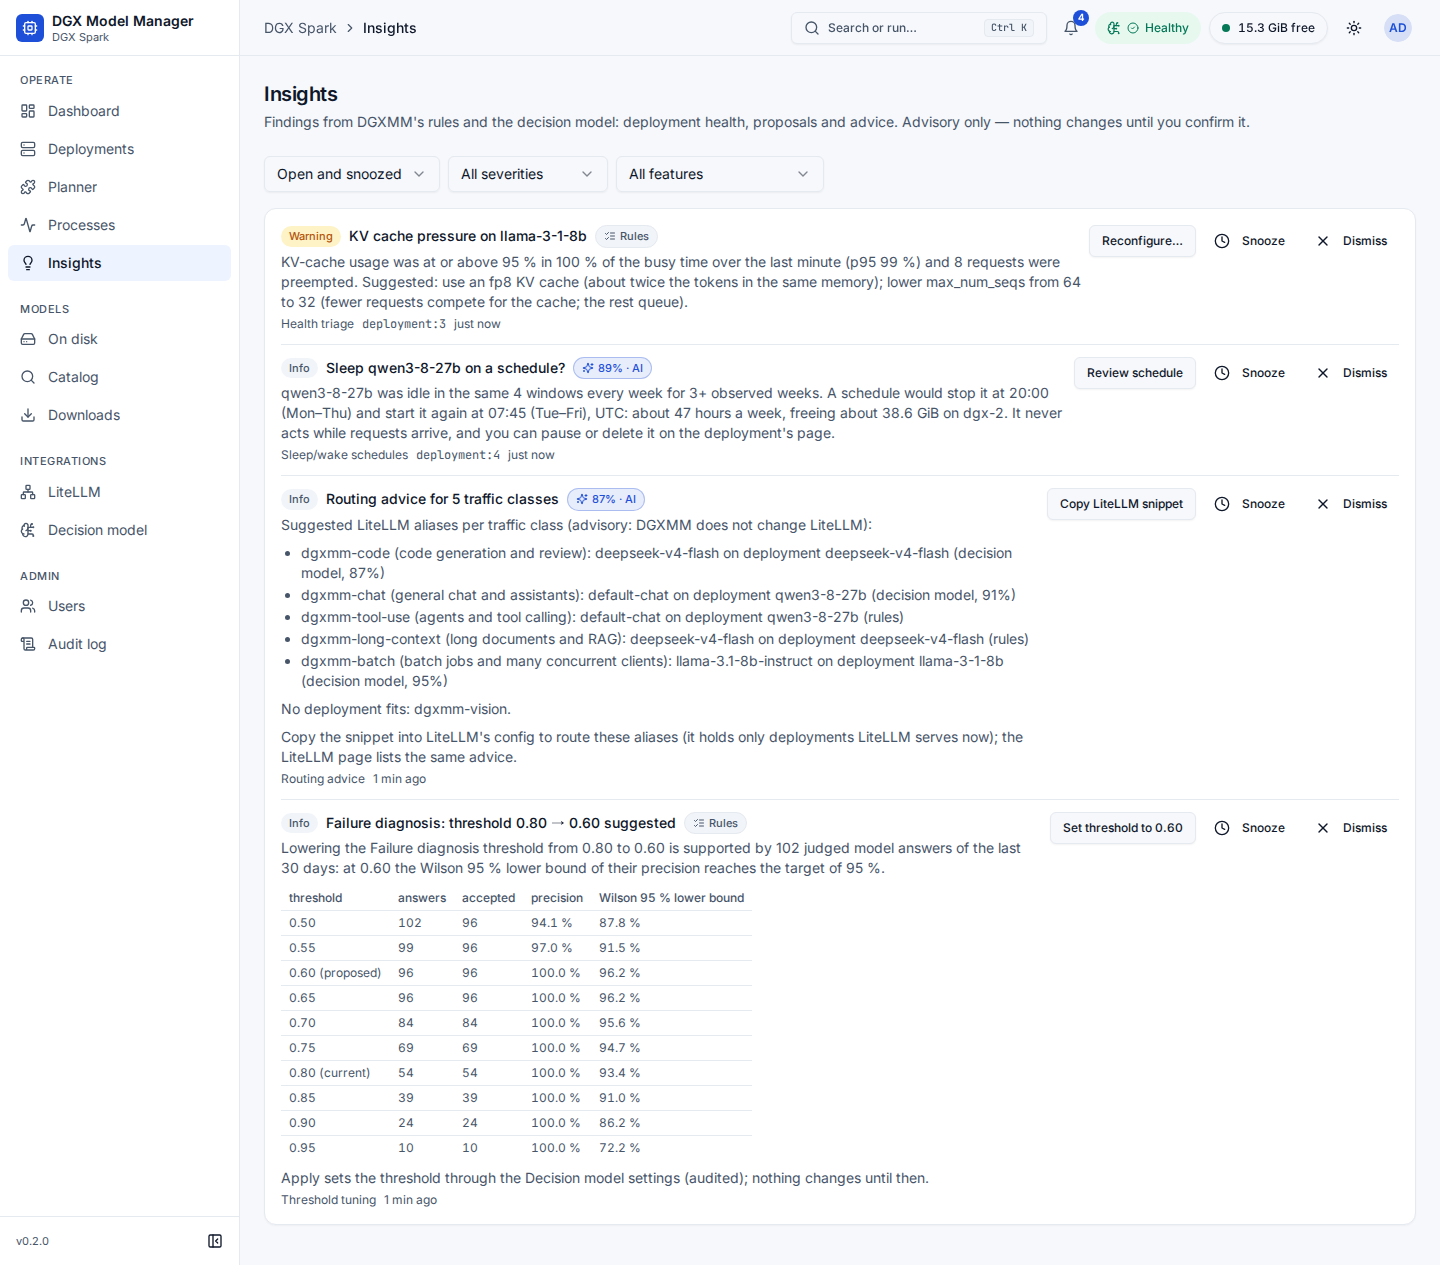 DGX Model Manager
DGX Spark
OPERATE
Dashboard
Deployments
Planner
Processes
Insights
MODELS
On disk
Catalog
Downloads
INTEGRATIONS
LiteLLM
Decision model
ADMIN
Users
Audit log
v0.2.0
DGX Spark > Insights
Search or run... Ctrl K
4
Healthy
15.3 GiB free
AD
Insights
Findings from DGXMM's rules and the decision model: deployment health, proposals and advice. Advisory only — nothing changes until you confirm it.
Open and snoozed All severities All features
Warning KV cache pressure on llama-3-1-8b Rules
Reconfigure... Snooze Dismiss
KV-cache usage was at or above 95 % in 100 % of the busy time over the last minute (p95 99 %) and 8 requests were
preempted. Suggested: use an fp8 KV cache (about twice the tokens in the same memory); lower max_num_seqs from 64
to 32 (fewer requests compete for the cache; the rest queue).
Health triage deployment:3 just now
Info Sleep qwen3-8-27b on a schedule? 89% · AI
Review schedule Snooze Dismiss
qwen3-8-27b was idle in the same 4 windows every week for 3+ observed weeks. A schedule would stop it at 20:00
(Mon–Thu) and start it again at 07:45 (Tue–Fri), UTC: about 47 hours a week, freeing about 38.6 GiB on dgx-2. It never
acts while requests arrive, and you can pause or delete it on the deployment's page.
Sleep/wake schedules deployment:4 just now
Info Routing advice for 5 traffic classes 87% · AI
Copy LiteLLM snippet Snooze Dismiss
Suggested LiteLLM aliases per traffic class (advisory: DGXMM does not change LiteLLM):
• dgxmm-code (code generation and review): deepseek-v4-flash on deployment deepseek-v4-flash (decision
model, 87%)
• dgxmm-chat (general chat and assistants): default-chat on deployment qwen3-8-27b (decision model, 91%)
• dgxmm-tool-use (agents and tool calling): default-chat on deployment qwen3-8-27b (rules)
• dgxmm-long-context (long documents and RAG): deepseek-v4-flash on deployment deepseek-v4-flash (rules)
• dgxmm-batch (batch jobs and many concurrent clients): llama-3.1-8b-instruct on deployment llama-3-1-8b
(decision model, 95%)
No deployment fits: dgxmm-vision.
Copy the snippet into LiteLLM's config to route these aliases (it holds only deployments LiteLLM serves now); the
LiteLLM page lists the same advice.
Routing advice 1 min ago
Info Failure diagnosis: threshold 0.80 → 0.60 suggested Rules
Set threshold to 0.60 Snooze Dismiss
Lowering the Failure diagnosis threshold from 0.80 to 0.60 is supported by 102 judged model answers of the last
30 days: at 0.60 the Wilson 95 % lower bound of their precision reaches the target of 95 %.
threshold answers accepted precision Wilson 95 % lower bound
0.50 102 96 94.1 % 87.8 %
0.55 99 96 97.0 % 91.5 %
0.60 (proposed) 96 96 100.0 % 96.2 %
0.65 96 96 100.0 % 96.2 %
0.70 84 84 100.0 % 95.6 %
0.75 69 69 100.0 % 94.7 %
0.80 (current) 54 54 100.0 % 93.4 %
0.85 39 39 100.0 % 91.0 %
0.90 24 24 100.0 % 86.2 %
0.95 10 10 100.0 % 72.2 %
Apply sets the threshold through the Decision model settings (audited); nothing changes until then.
Threshold tuning 1 min ago